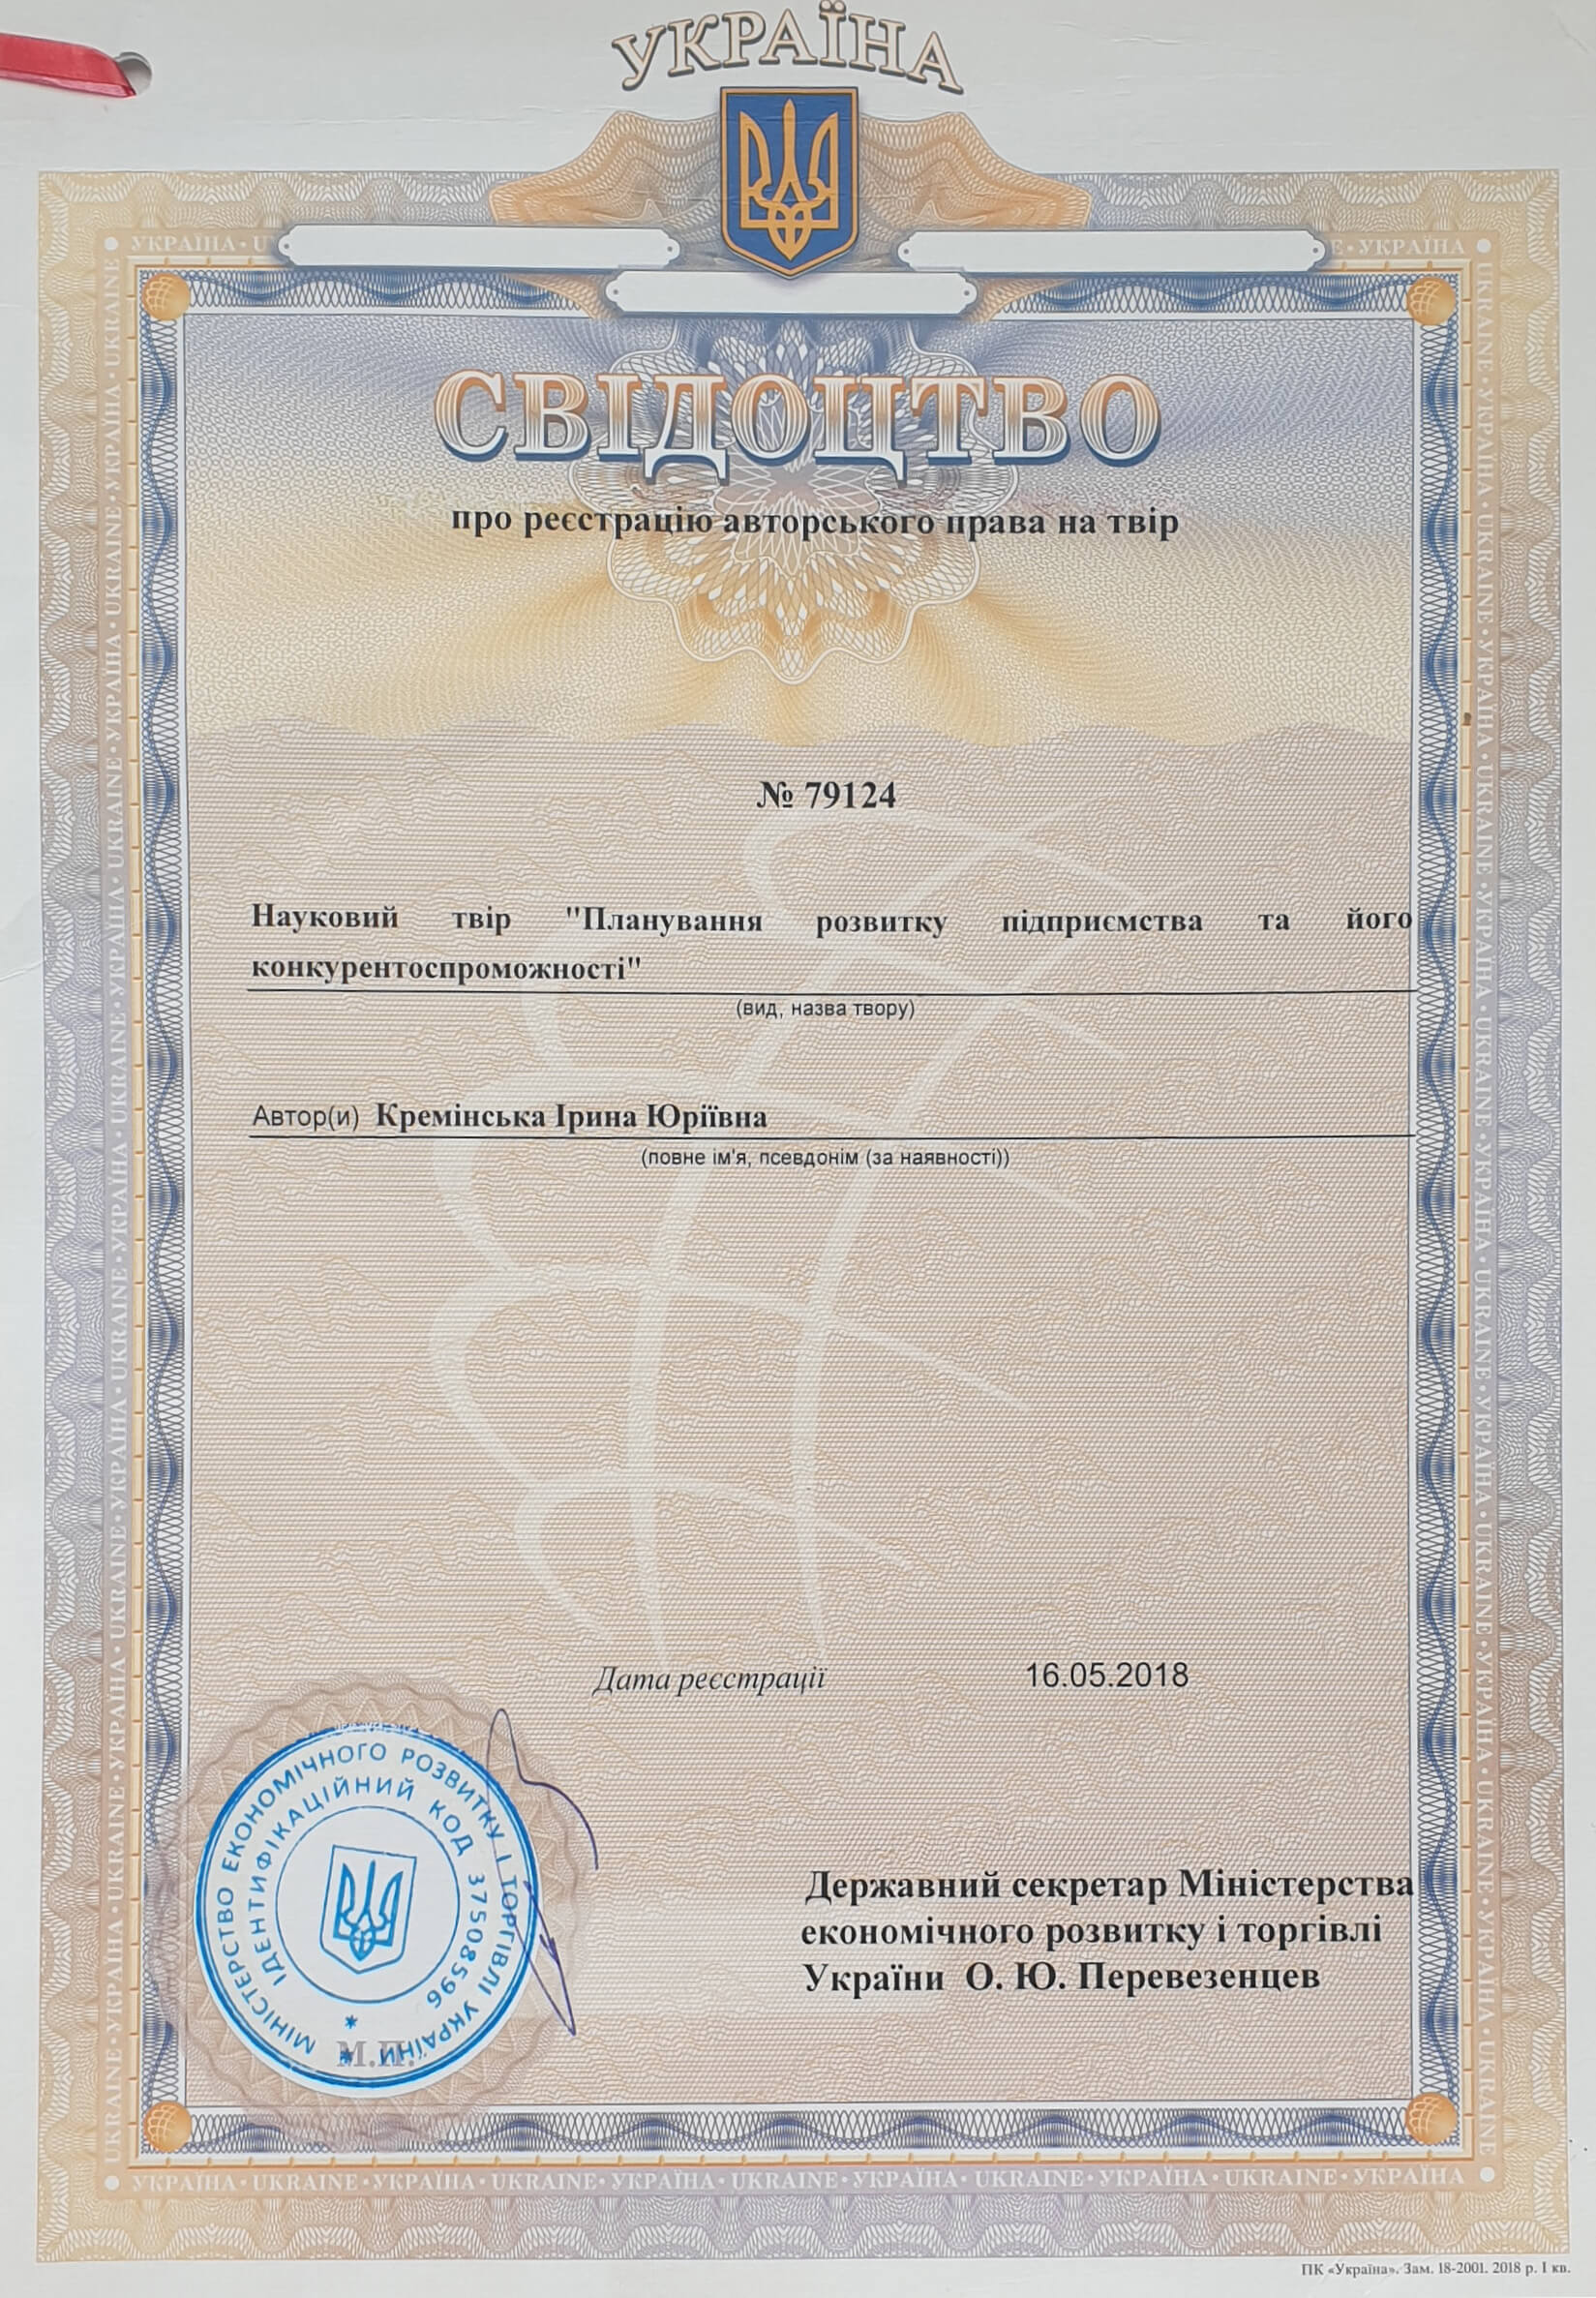 УКРАЇНА
СВІДОЦТВО
про реєстрацію авторського права на твір
№ 79124
Науковий твір "Планування розвитку підприємства та його
конкурентоспроможності"
(вид, назва твору)
Автор(и) Кремінська Ірина Юріївна
(повне ім'я, псевдонім (за наявності))
Дата реєстрації 16.05.2018
МІНІСТЕРСТВО ЕКОНОМІЧНОГО РОЗВИТКУ І ТОРГІВЛІ УКРАЇНИ
ІДЕНТИФІКАЦІЙНИЙ КОД 37508596
М.П.
Державний секретар Міністерства
економічного розвитку і торгівлі
України О. Ю. Перевезенцев
УКРАЇНА • UKRAINE • УКРАЇНА • UKRAINE • УКРАЇНА • UKRAINE • УКРАЇНА • UKRAINE • УКРАЇНА • UKRAINE • УКРАЇНА
ПК «Україна». Зам. 18-2001. 2018 р. І кв.